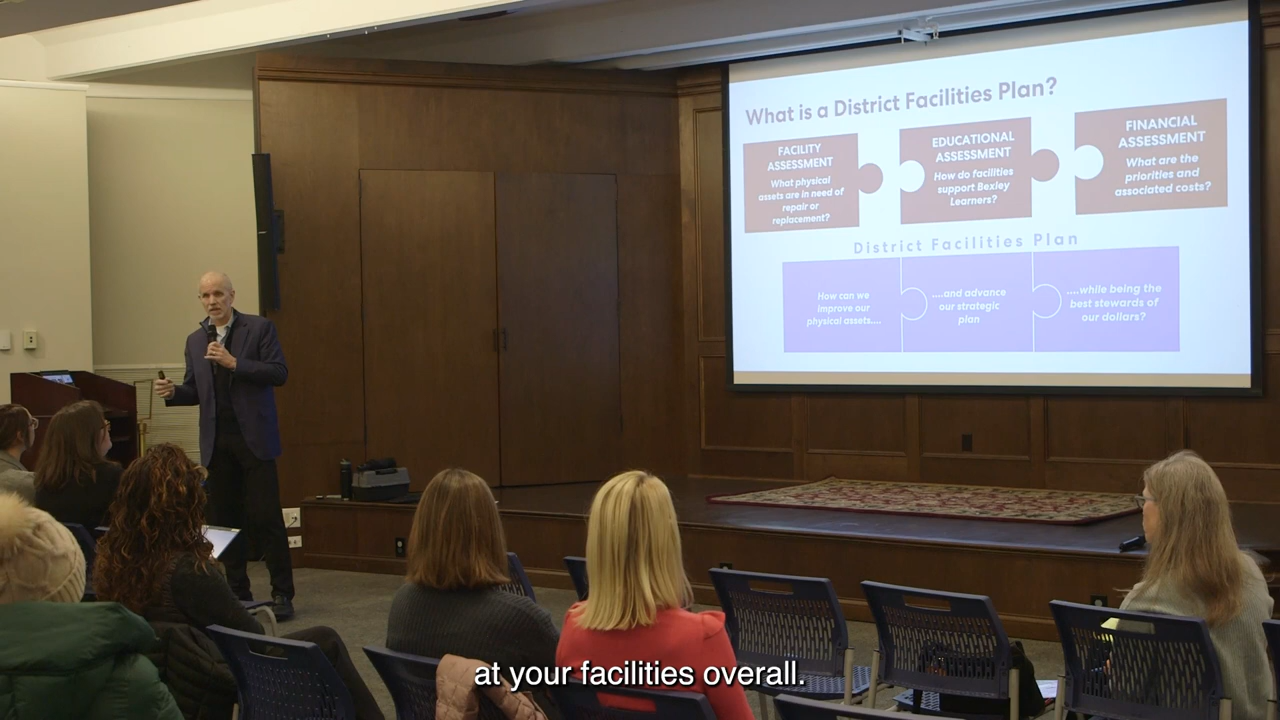 What is a District Facilities Plan?
FACILITY
ASSESSMENT
What physical
assets are in need of
repair or
replacement?
EDUCATIONAL
ASSESSMENT
How do facilities
support Bexley
Learners?
FINANCIAL
ASSESSMENT
What are the
priorities and
associated costs?
District Facilities Plan
How can we
improve our
physical assets....
....and advance
our strategic
plan
....while being the
best stewards of
our dollars?
at your facilities overall.